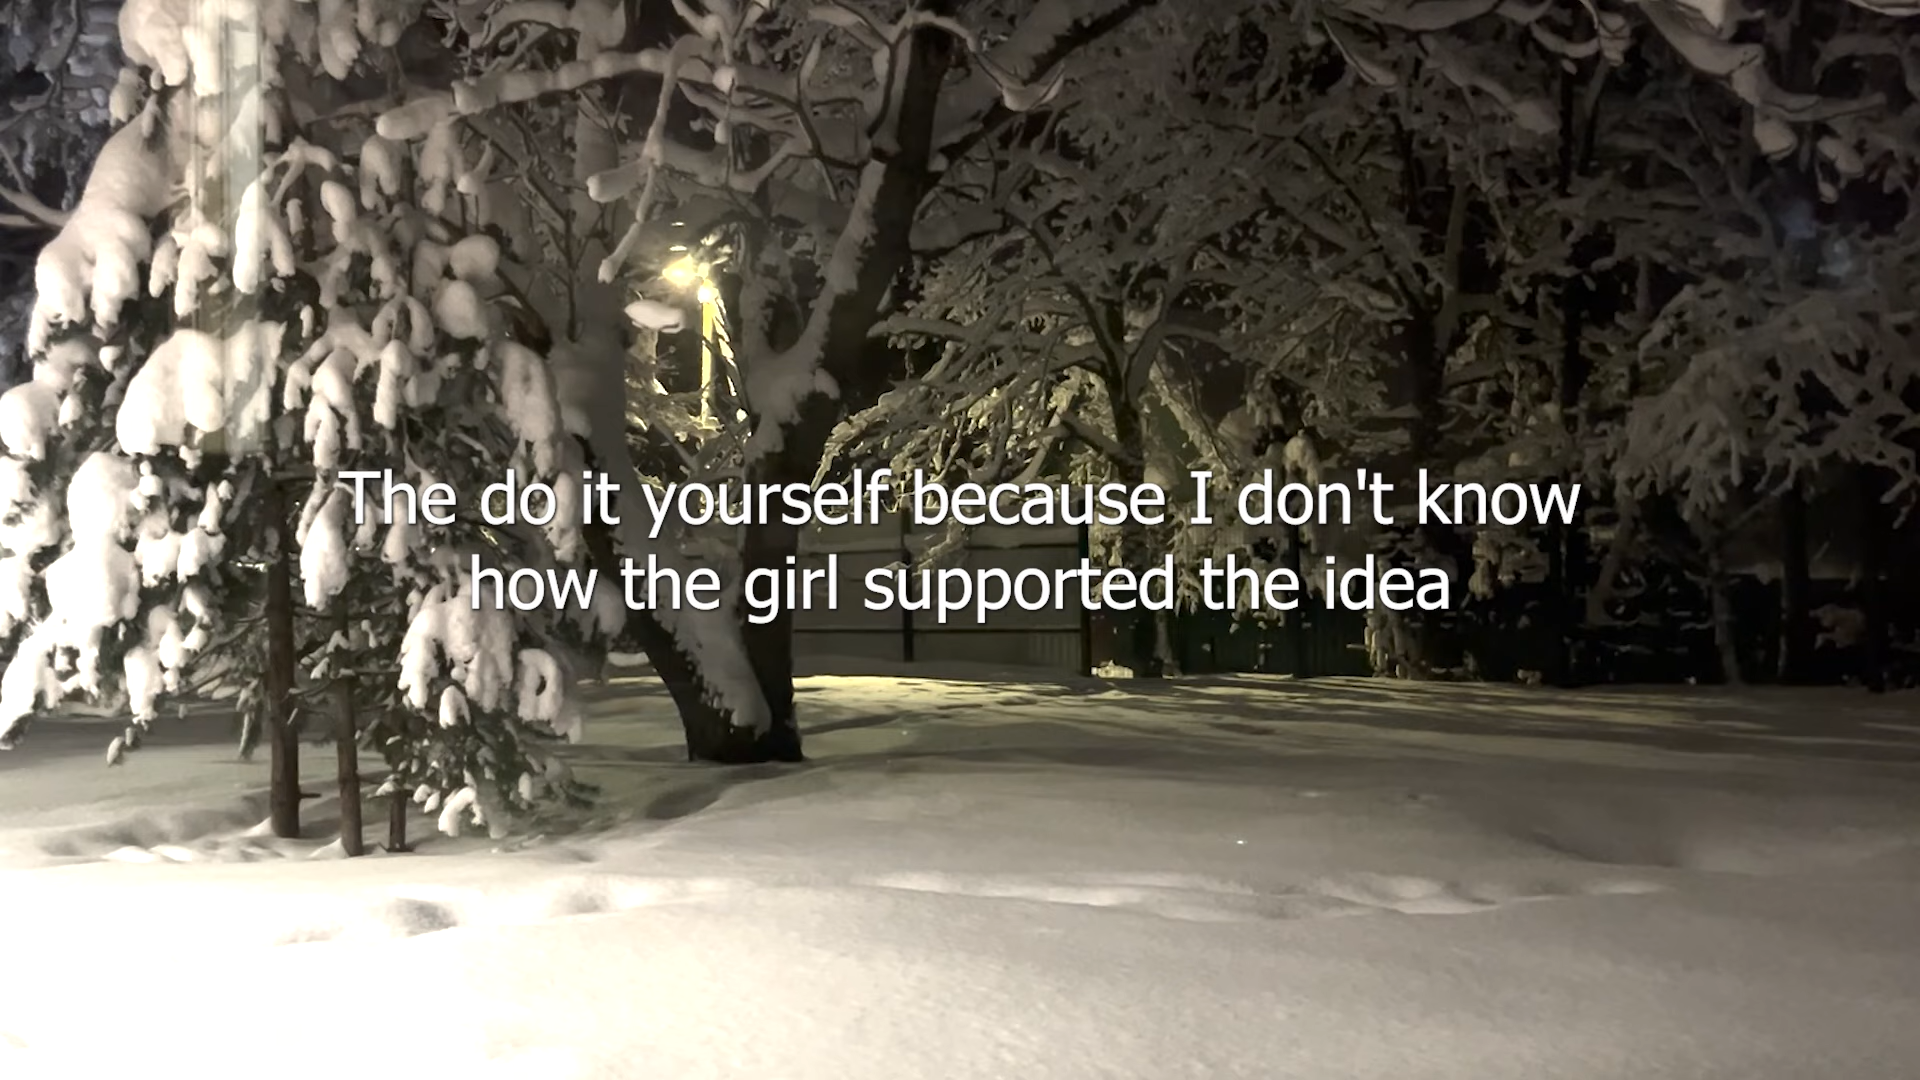 The do it yourself because I don't know
how the girl supported the idea